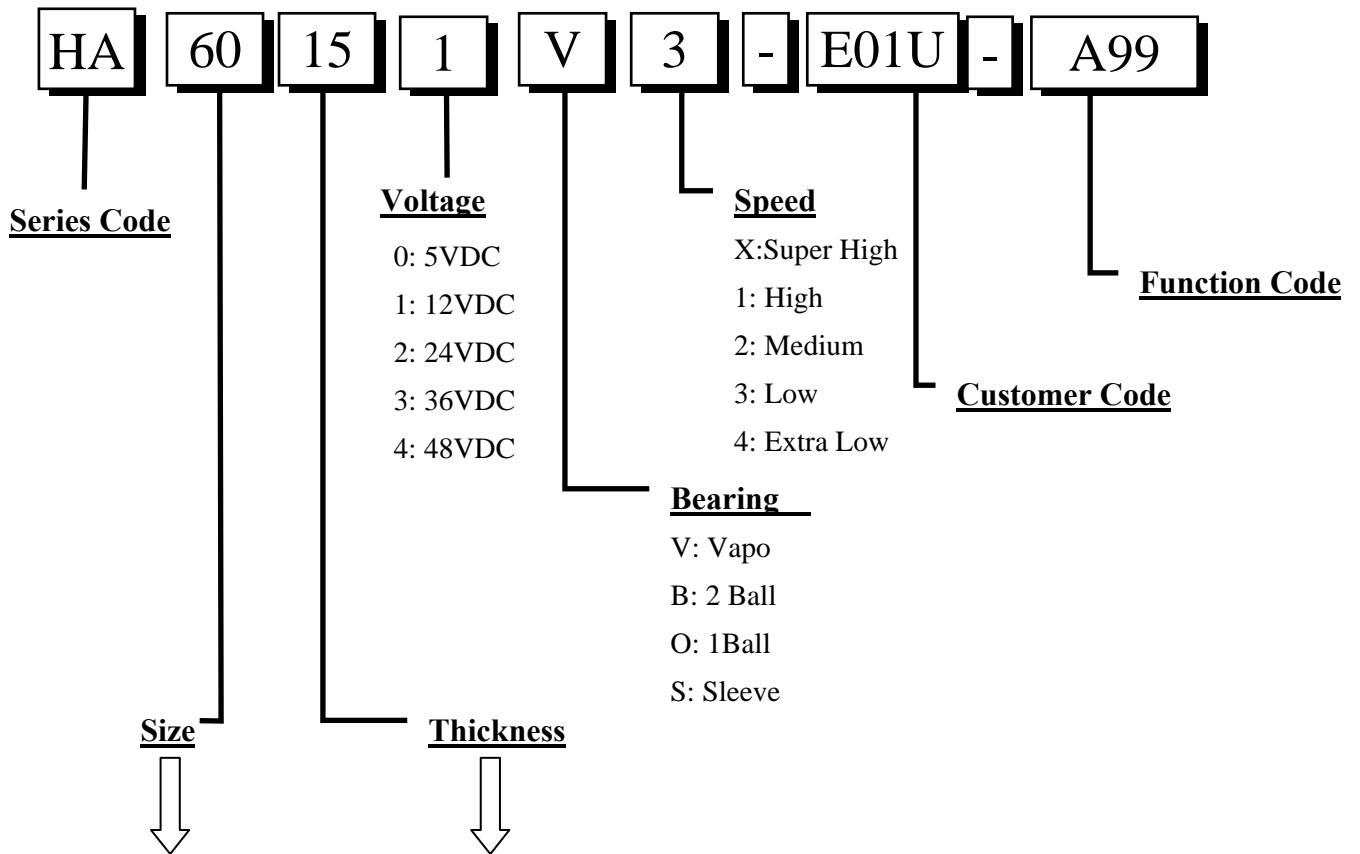 HA 60 15 1 V 3 - E01U - A99
Series Code
Voltage
0: 5VDC
1: 12VDC
2: 24VDC
3: 36VDC
4: 48VDC
Speed
X:Super High
1: High
2: Medium
3: Low
4: Extra Low
Function Code
Customer Code
Bearing
V: Vapo
B: 2 Ball
O: 1Ball
S: Sleeve
Size
Thickness